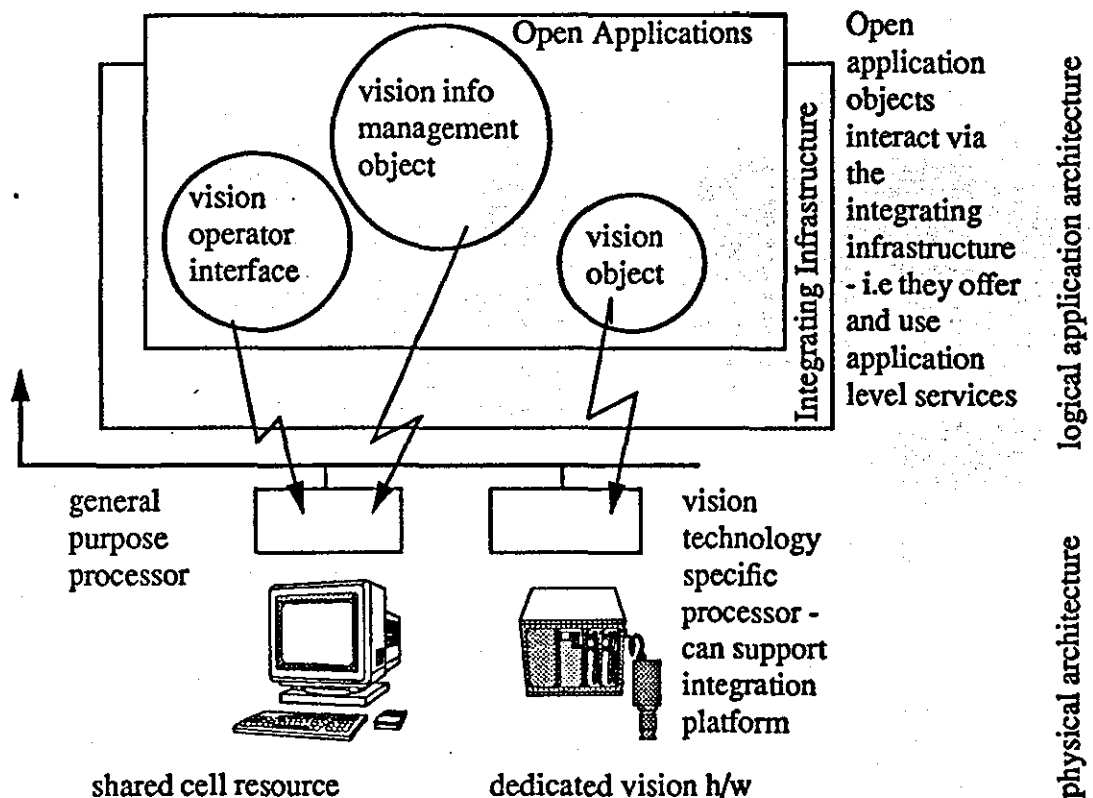 Open Applications
vision info
management
object
vision
operator
interface
vision
object
Integrating Infrastructure
Open
application
objects
interact via
the
integrating
infrastructure
- i.e they offer
and use
application
level services
logical application architecture
general
purpose
processor
vision
technology
specific
processor -
can support
integration
platform
physical architecture
shared cell resource
dedicated vision h/w